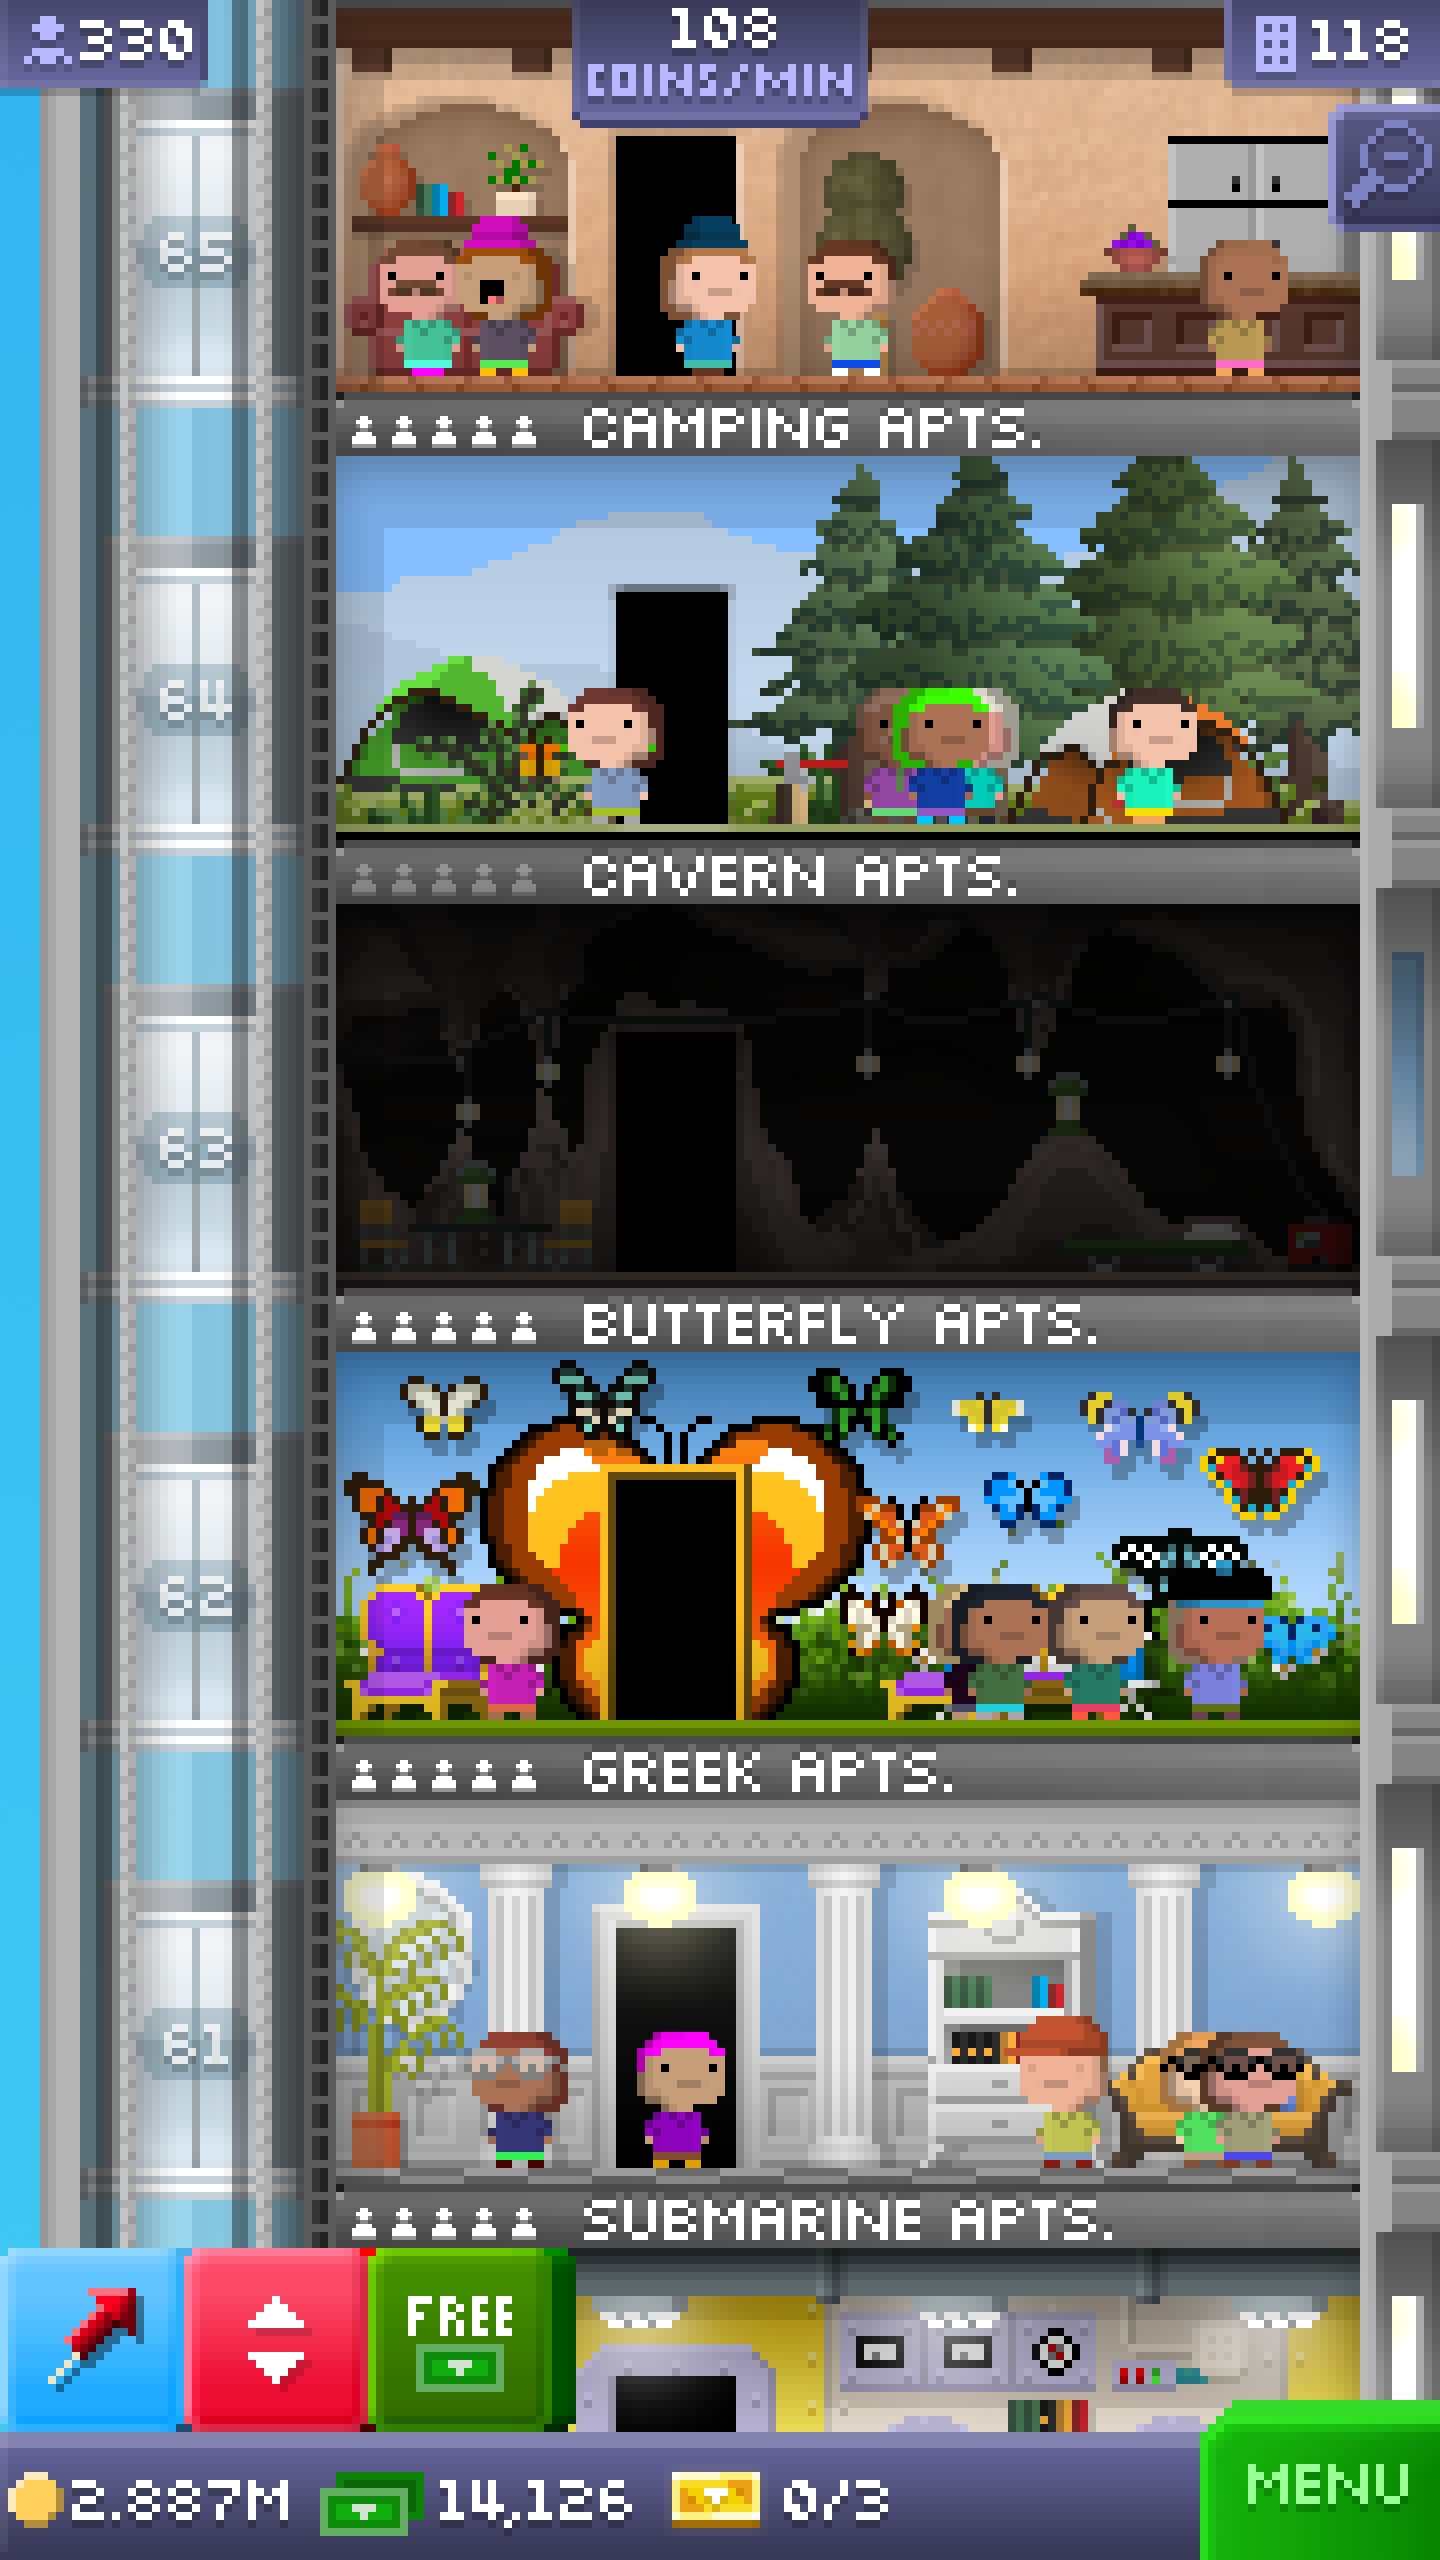 330
108
COINS/MIN
118
65
CAMPING APTS.
64
CAVERN APTS.
63
BUTTERFLY APTS.
62
GREEK APTS.
61
SUBMARINE APTS.
FREE
2.887M
14,126
0/3
MENU